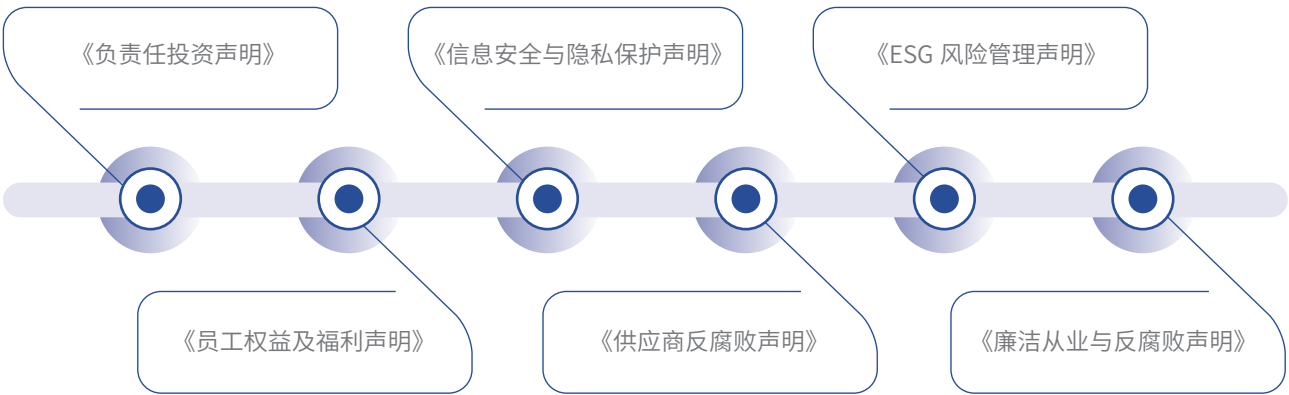 《负责任投资声明》
《信息安全与隐私保护声明》
《ESG 风险管理声明》
《员工权益及福利声明》
《供应商反腐败声明》
《廉洁从业与反腐败声明》